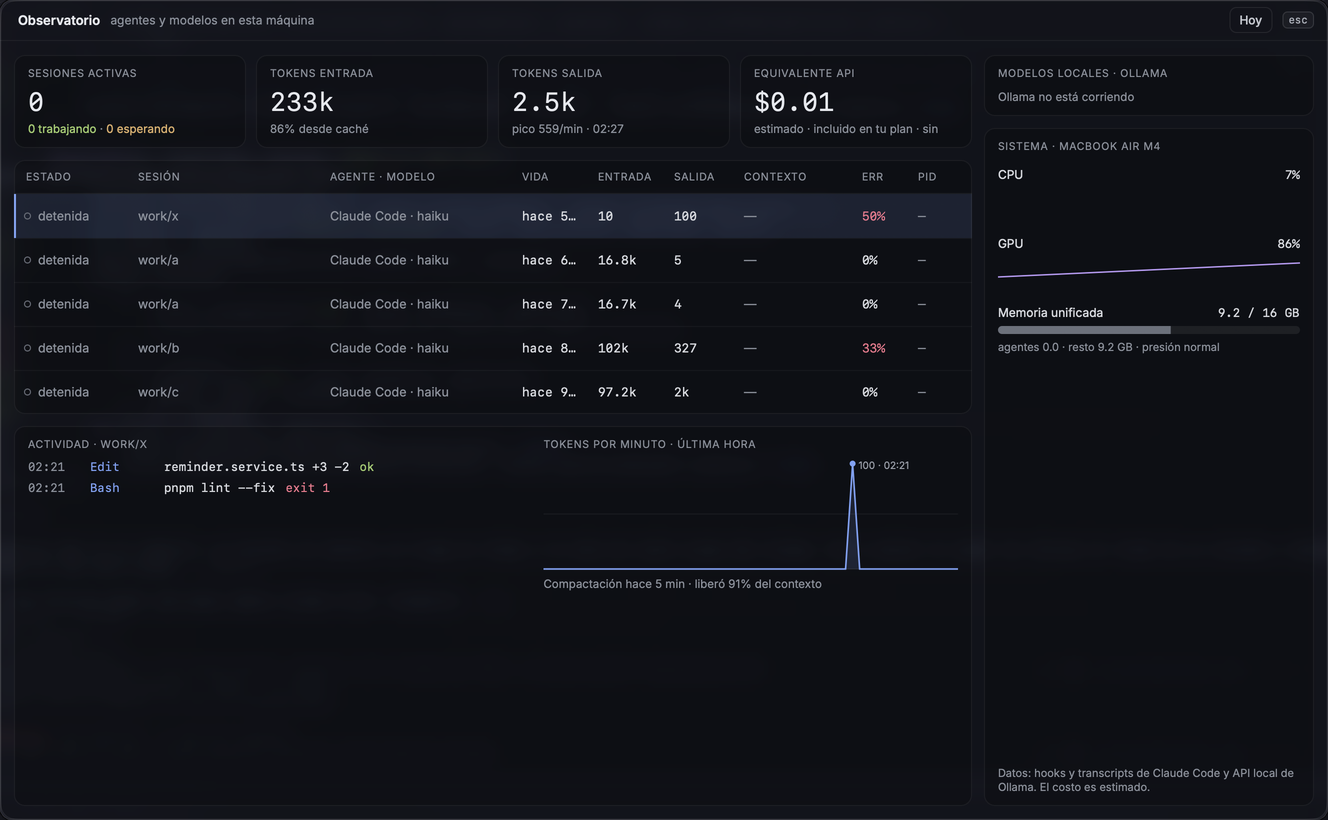 Observatorio agentes y modelos en esta máquina Hoy esc
SESIONES ACTIVAS
0
0 trabajando · 0 esperando
TOKENS ENTRADA
233k
86% desde caché
TOKENS SALIDA
2.5k
pico 559/min · 02:27
EQUIVALENTE API
$0.01
estimado · incluido en tu plan · sin
ESTADO SESIÓN AGENTE · MODELO VIDA ENTRADA SALIDA CONTEXTO ERR PID
detenida work/x Claude Code · haiku hace 5… 10 100 — 50% —
detenida work/a Claude Code · haiku hace 6… 16.8k 5 — 0% —
detenida work/a Claude Code · haiku hace 7… 16.7k 4 — 0% —
detenida work/b Claude Code · haiku hace 8… 102k 327 — 33% —
detenida work/c Claude Code · haiku hace 9… 97.2k 2k — 0% —
ACTIVIDAD · WORK/X
02:21 Edit reminder.service.ts +3 −2 ok
02:21 Bash pnpm lint --fix exit 1
TOKENS POR MINUTO · ÚLTIMA HORA
100 · 02:21
Compactación hace 5 min · liberó 91% del contexto
MODELOS LOCALES · OLLAMA
Ollama no está corriendo
SISTEMA · MACBOOK AIR M4
CPU 7%
GPU 86%
Memoria unificada 9.2 / 16 GB
agentes 0.0 · resto 9.2 GB · presión normal
Datos: hooks y transcripts de Claude Code y API local de
Ollama. El costo es estimado.